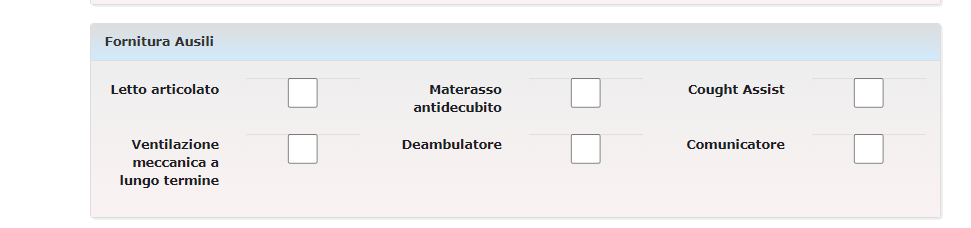 Fornitura Ausili
Letto articolato
Materasso
antidecubito
Cought Assist
Ventilazione
meccanica a
lungo termine
Deambulatore
Comunicatore